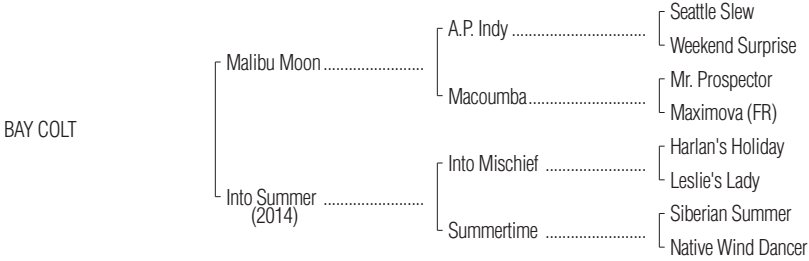 Seattle Slew
A.P. Indy ................................
Weekend Surprise
Malibu Moon ........................
Mr. Prospector
Macoumba............................
Maximova (FR)
BAY COLT
Harlan's Holiday
Into Mischief ........................
Leslie's Lady
Into Summer ........................
(2014)
Siberian Summer
Summertime ........................
Native Wind Dancer